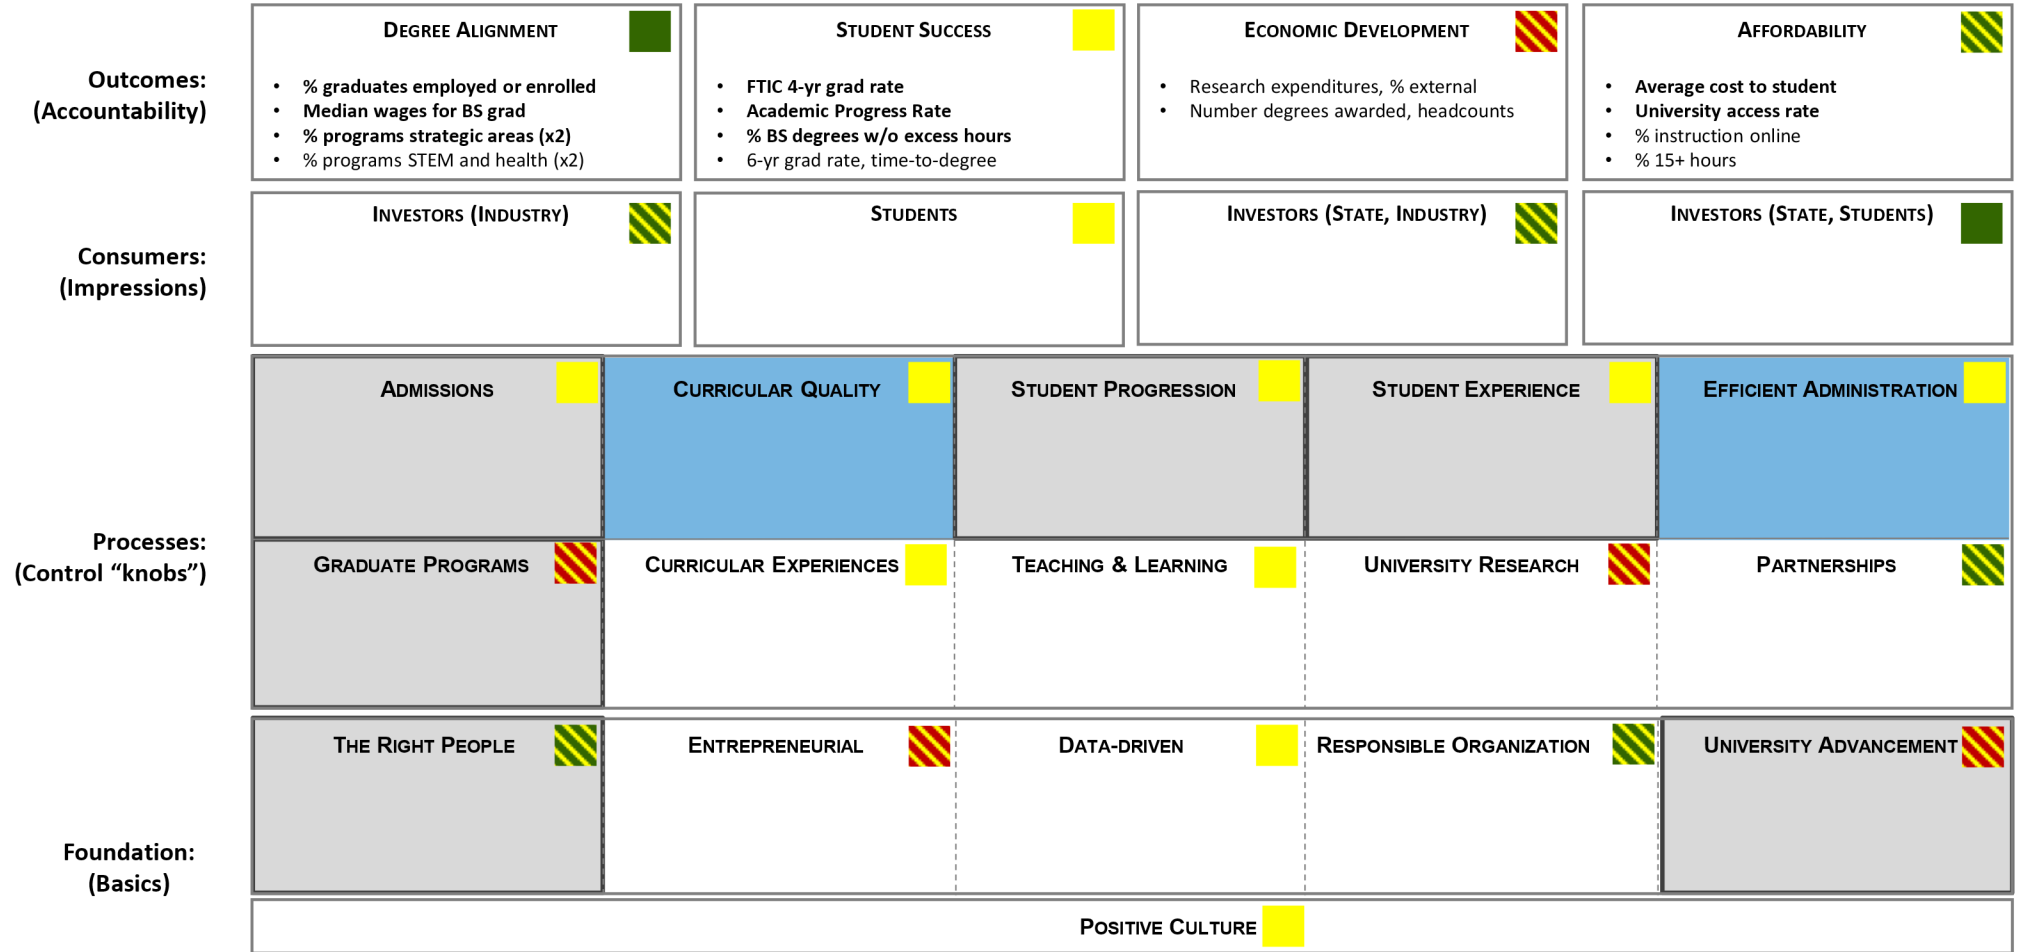 DEGREE ALIGNMENT
STUDENT SUCCESS
ECONOMIC DEVELOPMENT
AFFORDABILITY
Outcomes:
(Accountability)
• % graduates employed or enrolled
• Median wages for BS grad
• % programs strategic areas (x2)
• % programs STEM and health (x2)
• FTIC 4-yr grad rate
• Academic Progress Rate
• % BS degrees w/o excess hours
• 6-yr grad rate, time-to-degree
• Research expenditures, % external
• Number degrees awarded, headcounts
• Average cost to student
• University access rate
• % instruction online
• % 15+ hours
Consumers:
(Impressions)
INVESTORS (INDUSTRY)
STUDENTS
INVESTORS (STATE, INDUSTRY)
INVESTORS (STATE, STUDENTS)
Processes:
(Control “knobs”)
ADMISSIONS
CURRICULAR QUALITY
STUDENT PROGRESSION
STUDENT EXPERIENCE
EFFICIENT ADMINISTRATION
GRADUATE PROGRAMS
CURRICULAR EXPERIENCES
TEACHING & LEARNING
UNIVERSITY RESEARCH
PARTNERSHIPS
Foundation:
(Basics)
THE RIGHT PEOPLE
ENTREPRENEURIAL
DATA-DRIVEN
RESPONSIBLE ORGANIZATION
UNIVERSITY ADVANCEMENT
POSITIVE CULTURE